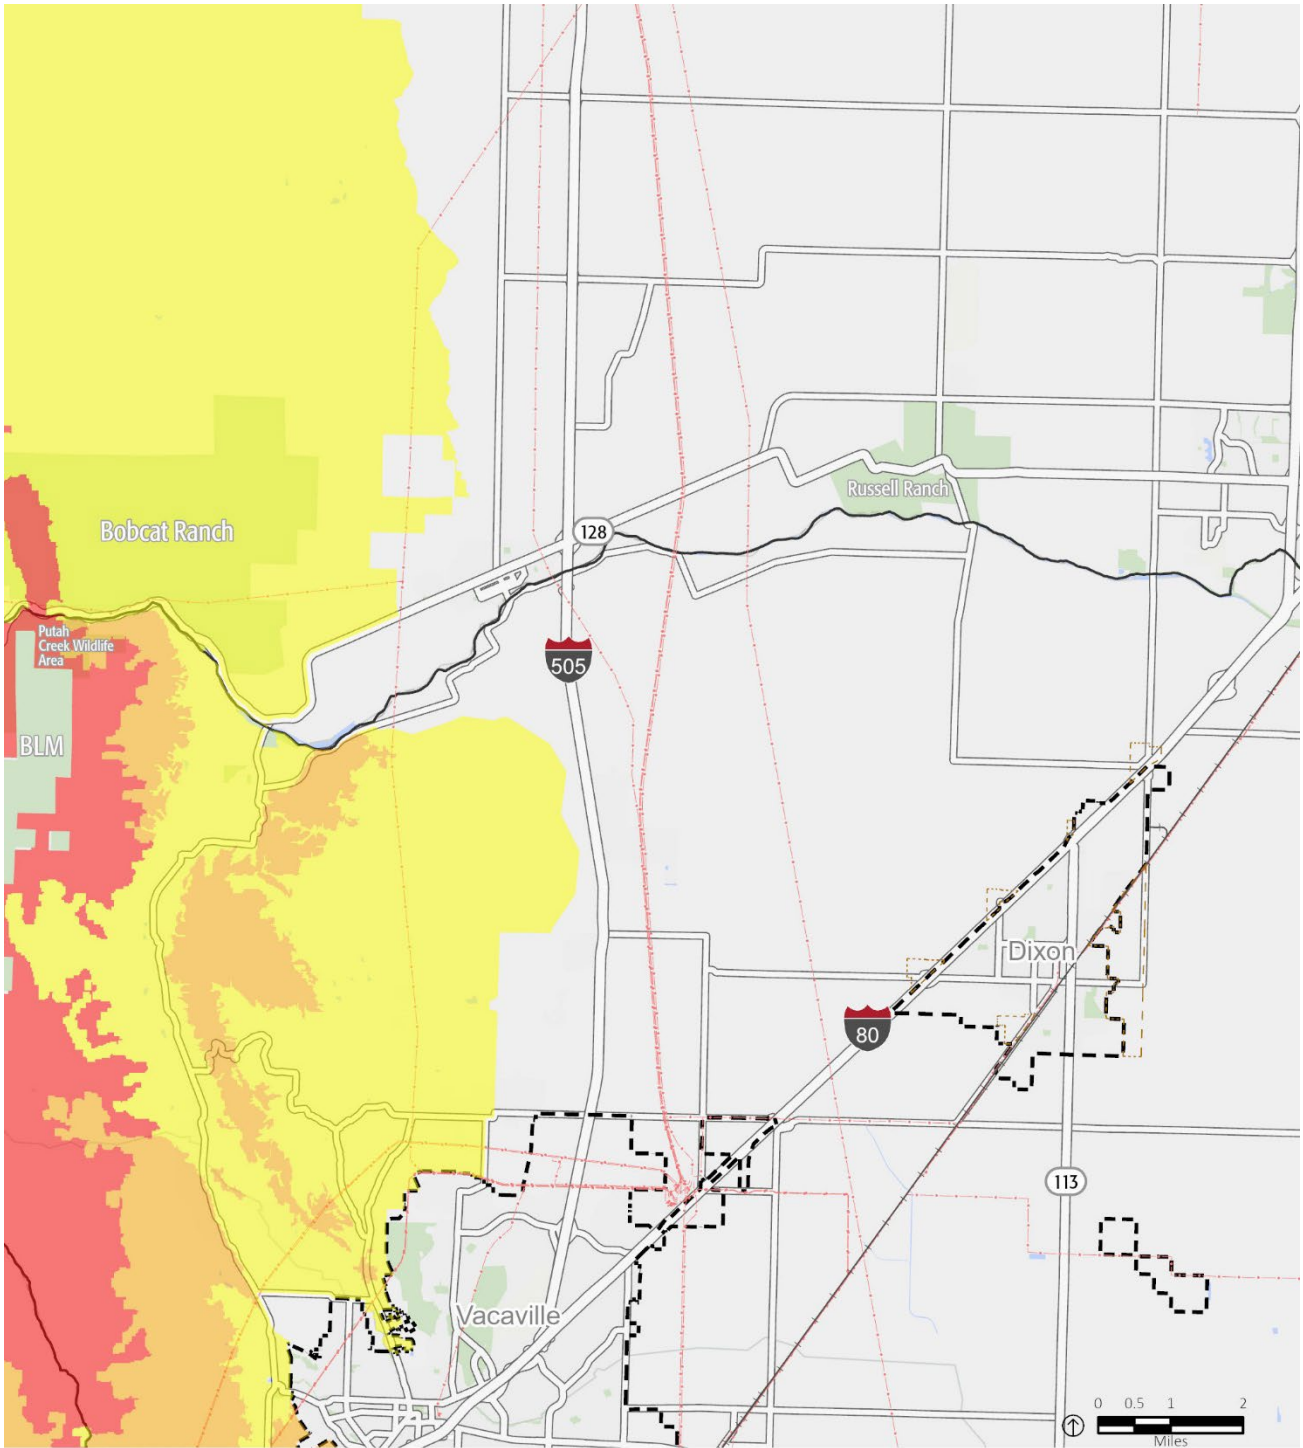 Bobcat Ranch
Russell Ranch
128
Putah
Creek Wildlife
Area
505
BLM
Dixon
80
113
Vacaville
0 0.5 1 2
Miles